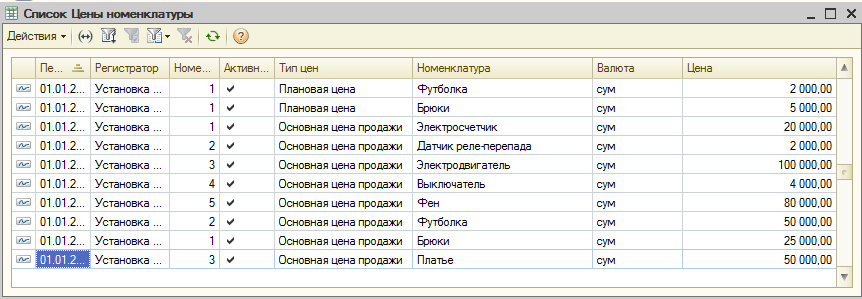 Список Цены номенклатуры
Действия
Пе... Регистратор Номе... Активн... Тип цен Номенклатура Валюта Цена
01.01.2... Установка ... 1 Плановая цена Футболка сум 2 000,00
01.01.2... Установка ... 1 Плановая цена Брюки сум 5 000,00
01.01.2... Установка ... 1 Основная цена продажи Электросчетик сум 20 000,00
01.01.2... Установка ... 2 Основная цена продажи Датчик реле-перепада сум 2 000,00
01.01.2... Установка ... 3 Основная цена продажи Электродвигатель сум 100 000,00
01.01.2... Установка ... 4 Основная цена продажи Выключатель сум 4 000,00
01.01.2... Установка ... 5 Основная цена продажи Фен сум 80 000,00
01.01.2... Установка ... 2 Основная цена продажи Футболка сум 50 000,00
01.01.2... Установка ... 1 Основная цена продажи Брюки сум 25 000,00
01.01.2... Установка ... 3 Основная цена продажи Платье сум 50 000,00